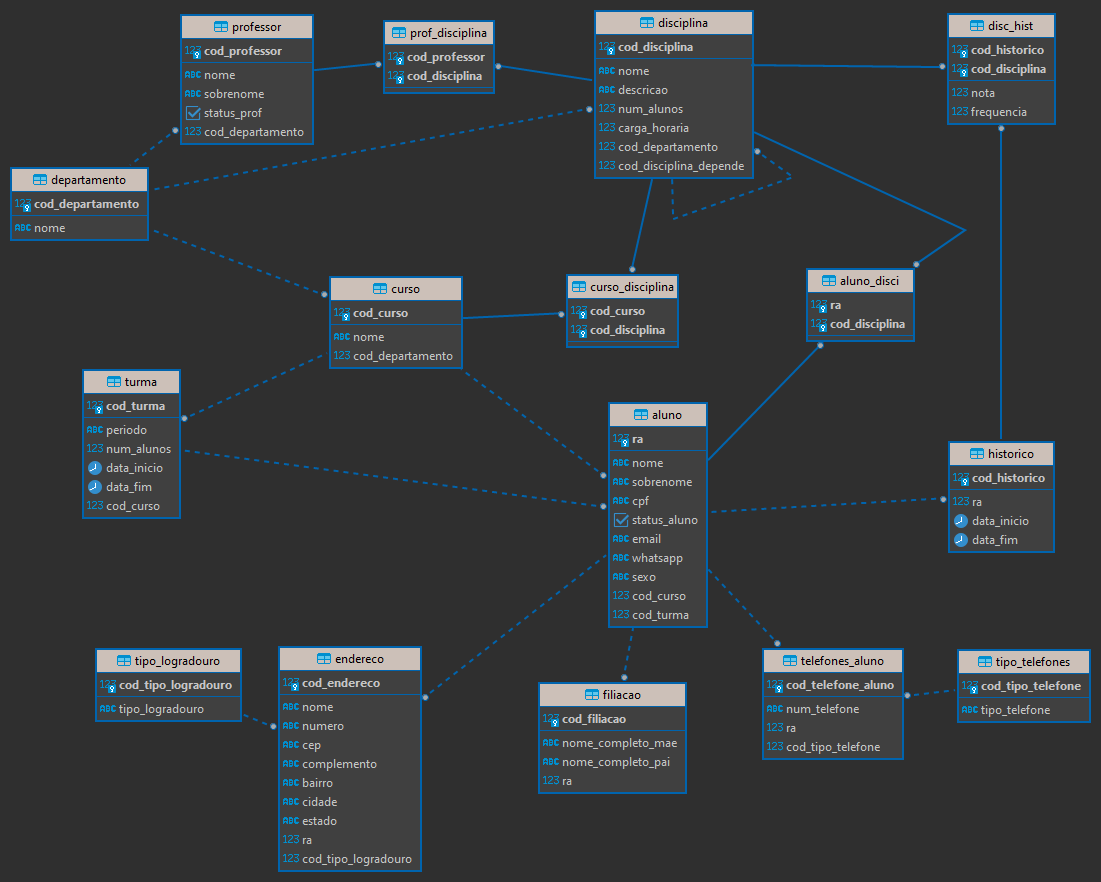 professor
123 cod_professor
ABC nome
ABC sobrenome
status_prof
123 cod_departamento
prof_disciplina
123 cod_professor
123 cod_disciplina
disciplina
123 cod_disciplina
ABC nome
ABC descricao
123 num_alunos
123 carga_horaria
123 cod_departamento
123 cod_disciplina_depende
disc_hist
123 cod_historico
123 cod_disciplina
123 nota
123 frequencia
departamento
123 cod_departamento
ABC nome
curso
123 cod_curso
ABC nome
123 cod_departamento
curso_disciplina
123 cod_curso
123 cod_disciplina
aluno_disci
123 ra
123 cod_disciplina
turma
123 cod_turma
ABC periodo
123 num_alunos
data_inicio
data_fim
123 cod_curso
aluno
123 ra
ABC nome
ABC sobrenome
ABC cpf
status_aluno
ABC email
ABC whatsapp
ABC sexo
123 cod_curso
123 cod_turma
historico
123 cod_historico
123 ra
data_inicio
data_fim
tipo_logradouro
123 cod_tipo_logradouro
ABC tipo_logradouro
endereco
123 cod_endereco
ABC nome
ABC numero
ABC cep
ABC complemento
ABC bairro
ABC cidade
ABC estado
123 ra
123 cod_tipo_logradouro
filiacao
123 cod_filiacao
ABC nome_completo_mae
ABC nome_completo_pai
123 ra
telefones_aluno
123 cod_telefone_aluno
ABC num_telefone
123 ra
123 cod_tipo_telefone
tipo_telefones
123 cod_tipo_telefone
ABC tipo_telefone